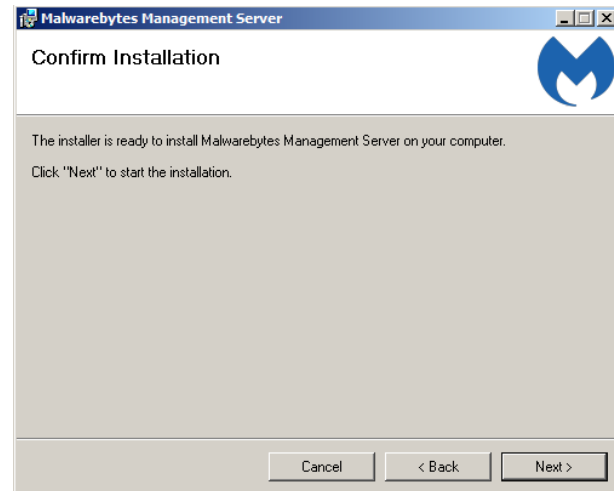 Malwarebytes Management Server
Confirm Installation
The installer is ready to install Malwarebytes Management Server on your computer.
Click "Next" to start the installation.
Cancel
< Back
Next >